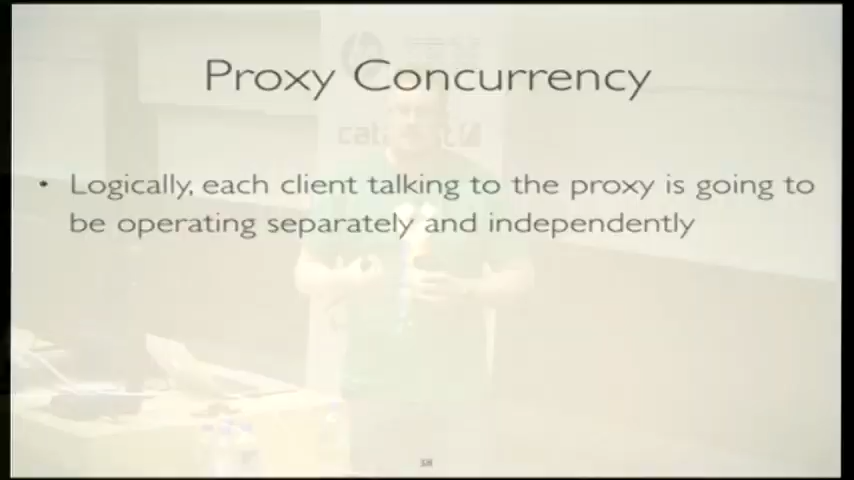 Proxy Concurrency
• Logically, each client talking to the proxy is going to
be operating separately and independently